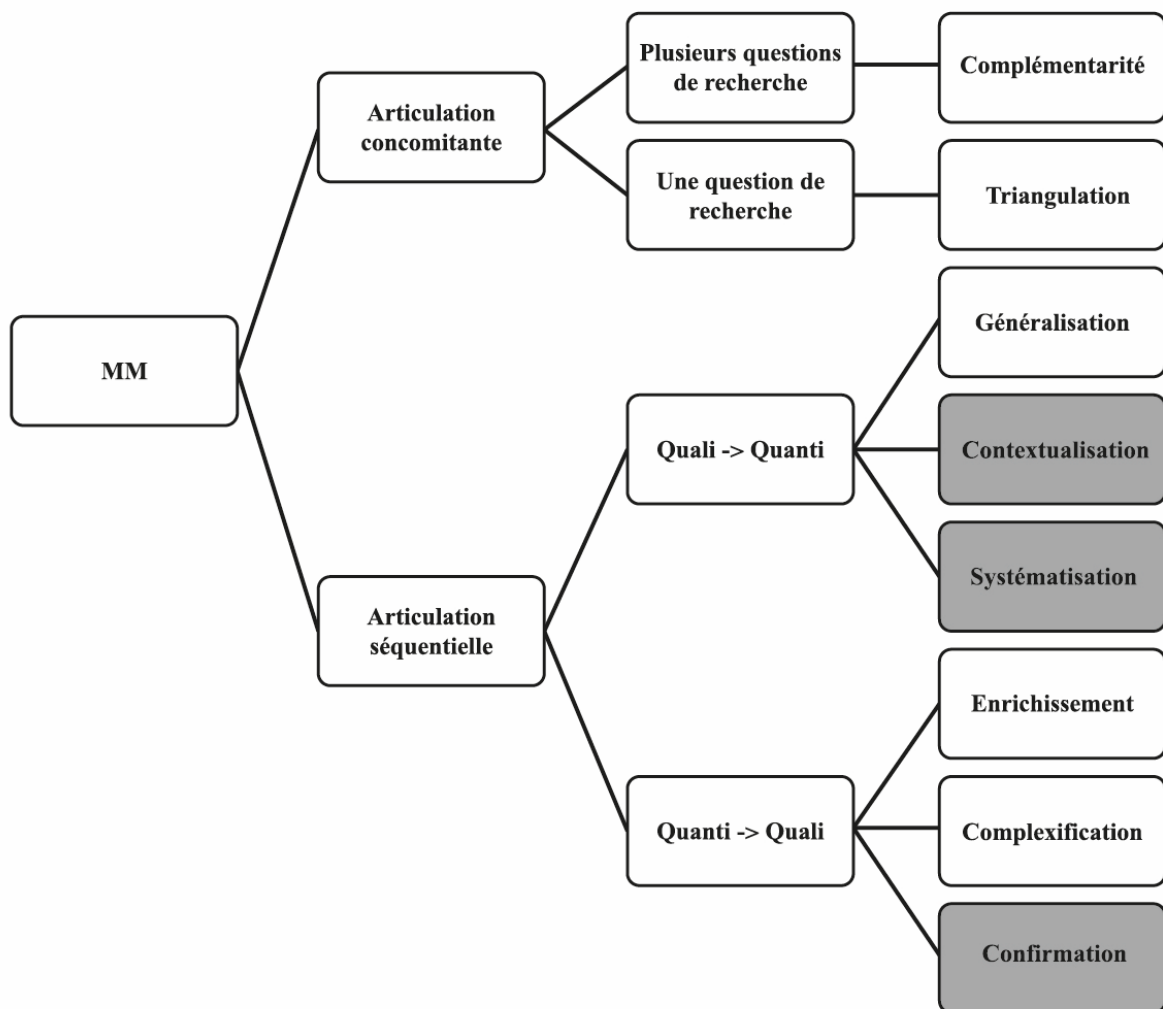 Plusieurs questions
de recherche
Complémentarité
Articulation
concomitante
Une question de
recherche
Triangulation
Généralisation
MM
Quali -> Quanti
Contextualisation
Systématisation
Articulation
séquentielle
Enrichissement
Quanti -> Quali
Complexification
Confirmation